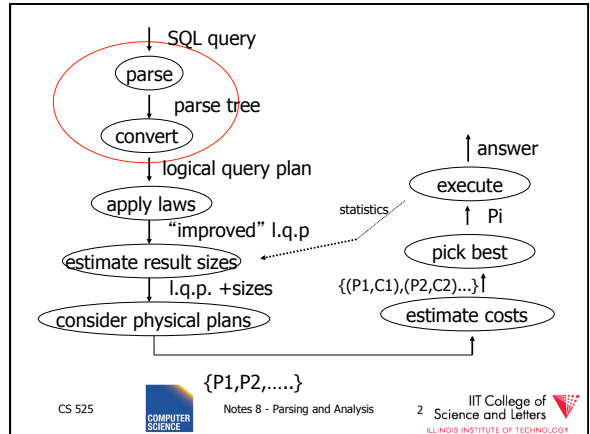 SQL query
parse
parse tree
convert
logical query plan
apply laws
"improved" l.q.p
estimate result sizes
l.q.p. +sizes
consider physical plans
{P1,P2,.....}
estimate costs
{(P1,C1),(P2,C2)...}
pick best
Pi
execute
answer
statistics
CS 525
COMPUTER
SCIENCE
Notes 8 - Parsing and Analysis
2
IIT College of
Science and Letters
ILLINOIS INSTITUTE OF TECHNOLOGY